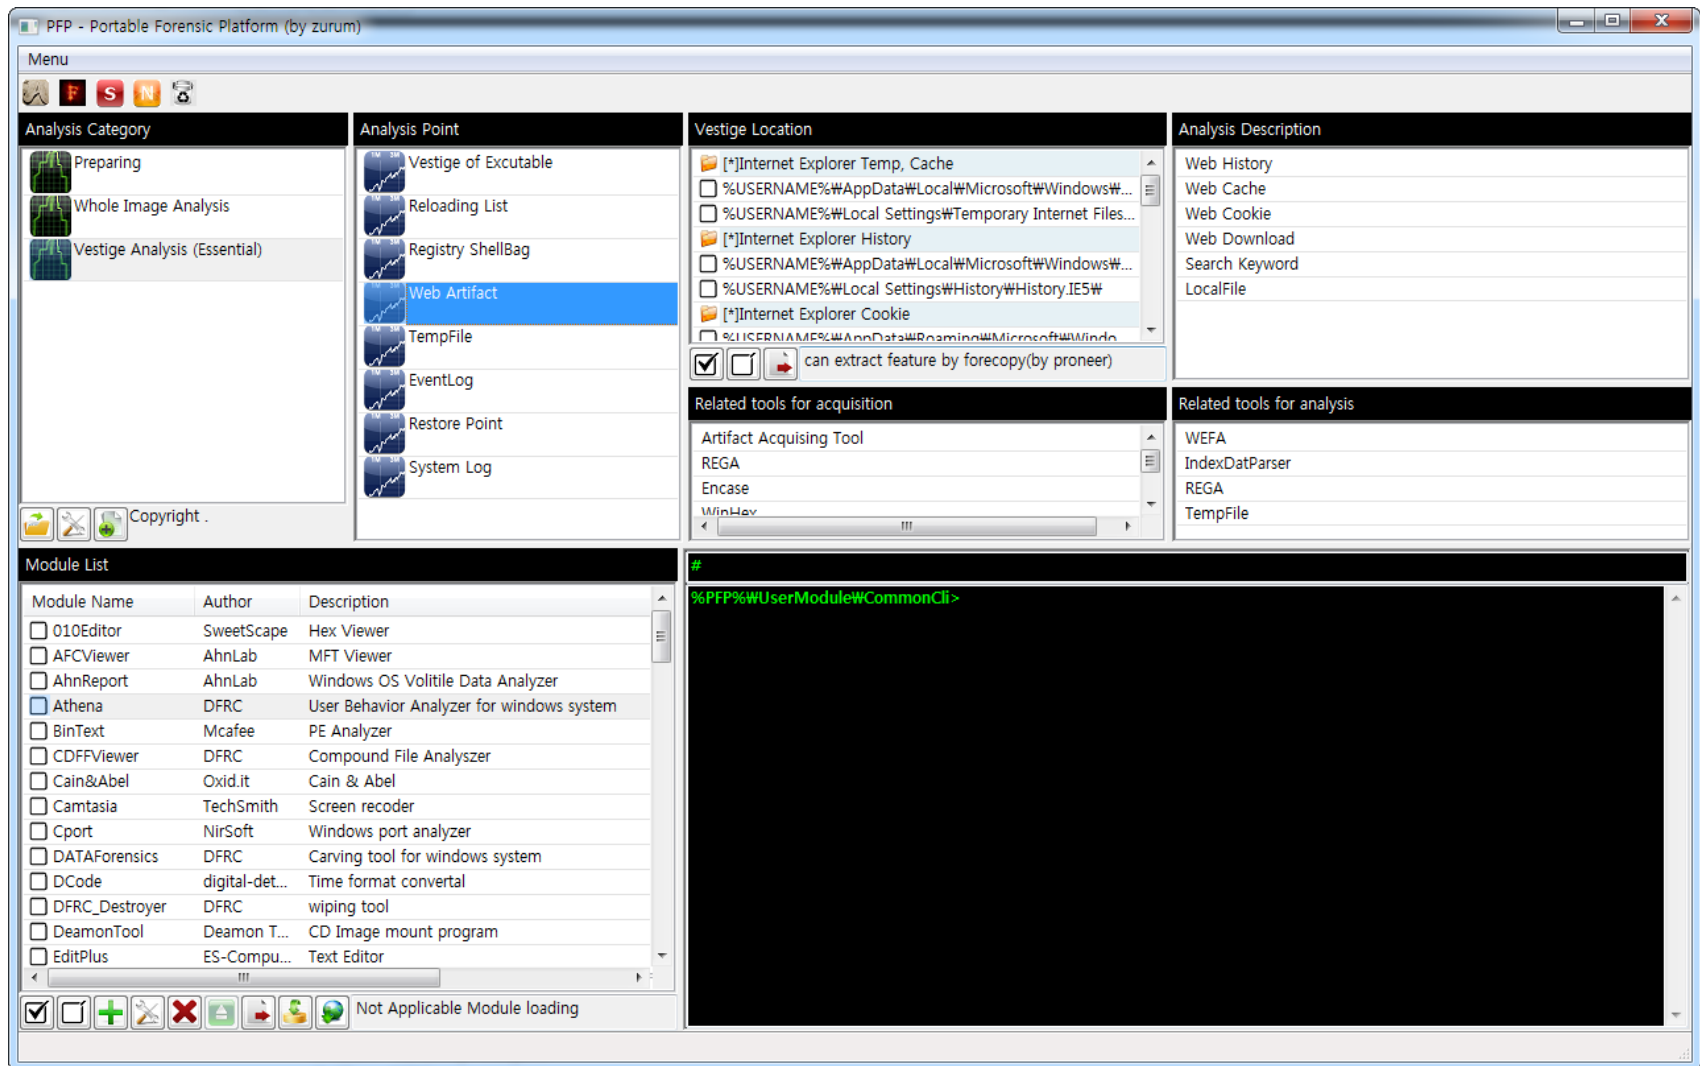 PFP - Portable Forensic Platform (by zurum)
Menu
F S N
Analysis Category
Preparing
Whole Image Analysis
Vestige Analysis (Essential)
Copyright .
Analysis Point
Vestige of Excutable
Reloading List
Registry ShellBag
Web Artifact
TempFile
EventLog
Restore Point
System Log
Vestige Location
[*]Internet Explorer Temp, Cache
%USERNAME%₩AppData₩Local₩Microsoft₩Windows₩...
%USERNAME%₩Local Settings₩Temporary Internet Files...
[*]Internet Explorer History
%USERNAME%₩AppData₩Local₩Microsoft₩Windows₩...
%USERNAME%₩Local Settings₩History₩History.IE5₩
[*]Internet Explorer Cookie
%USERNAME%₩AppData₩Roaming₩Microsoft₩Windo
can extract feature by forecopy(by proneer)
Analysis Description
Web History
Web Cache
Web Cookie
Web Download
Search Keyword
LocalFile
Related tools for acquisition
Artifact Acquising Tool
REGA
Encase
WinHex
Related tools for analysis
WEFA
IndexDatParser
REGA
TempFile
Module List
Module Name Author Description
010Editor SweetScape Hex Viewer
AFCViewer AhnLab MFT Viewer
AhnReport AhnLab Windows OS Volitile Data Analyzer
Athena DFRC User Behavior Analyzer for windows system
BinText Mcafee PE Analyzer
CDFFViewer DFRC Compound File Analyszer
Cain&Abel Oxid.it Cain & Abel
Camtasia TechSmith Screen recoder
Cport NirSoft Windows port analyzer
DATAForensics DFRC Carving tool for windows system
DCode digital-det... Time format convertal
DFRC_Destroyer DFRC wiping tool
DeamonTool Deamon T... CD Image mount program
EditPlus ES-Compu... Text Editor
Not Applicable Module loading
#
%PFP%₩UserModule₩CommonCli>